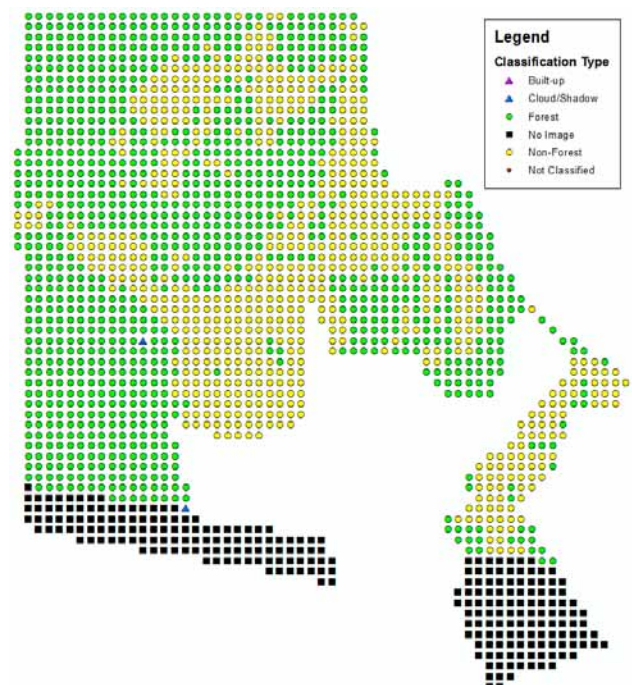 Legend
Classification Type
Built-up
Cloud/Shadow
Forest
No Image
Non-Forest
Not Classified